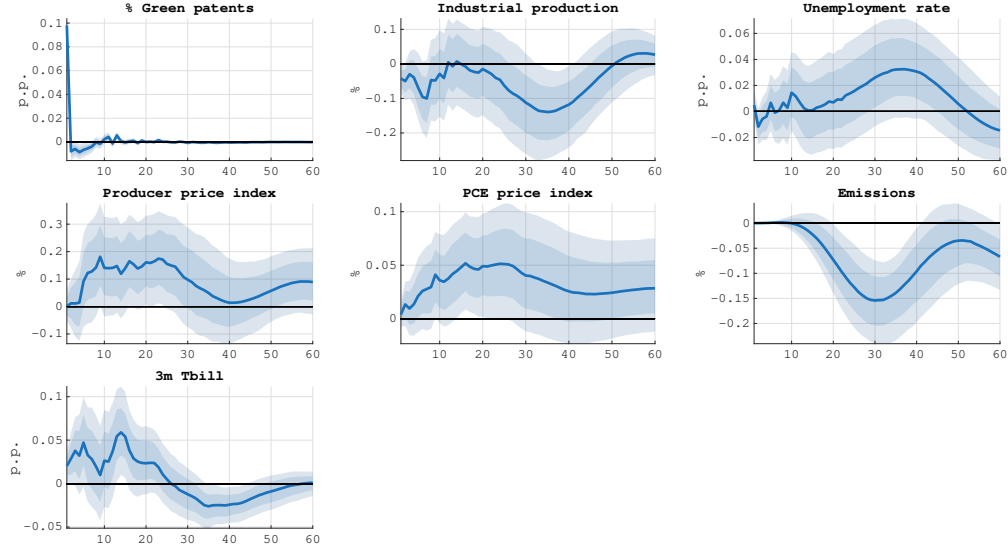 % Green patents
p.p.
0.1
0.08
0.06
0.04
0.02
0
10 20 30 40 50 60
Industrial production
%
0.1
0
-0.1
-0.2
10 20 30 40 50 60
Unemployment rate
p.p.
0.06
0.04
0.02
0
-0.02
10 20 30 40 50 60
Producer price index
%
0.3
0.2
0.1
0
-0.1
10 20 30 40 50 60
PCE price index
%
0.1
0.05
0
10 20 30 40 50 60
Emissions
%
0
-0.05
-0.1
-0.15
-0.2
10 20 30 40 50 60
3m Tbill
p.p.
0.1
0.05
0
-0.05
10 20 30 40 50 60